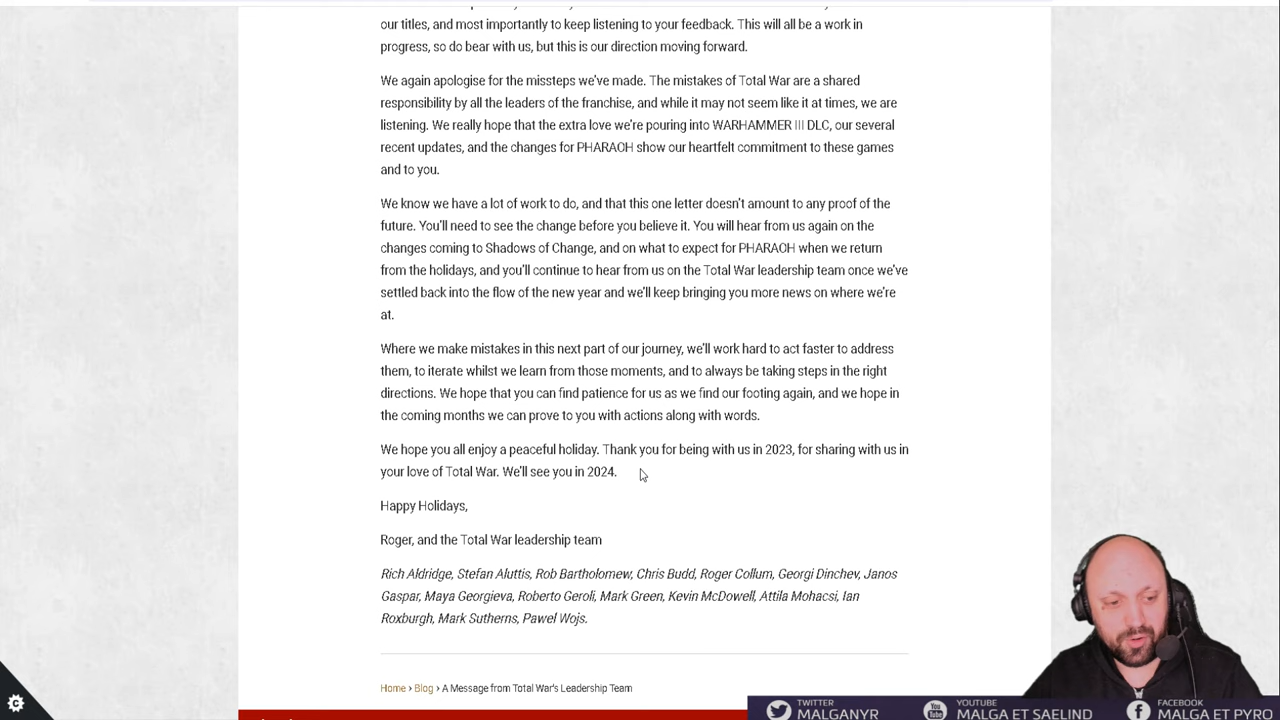 our titles, and most importantly to keep listening to your feedback. This will all be a work in
progress, so do bear with us, but this is our direction moving forward.
We again apologise for the missteps we've made. The mistakes of Total War are a shared
responsibility by all the leaders of the franchise, and while it may not seem like it at times, we are
listening. We really hope that the extra love we're pouring into WARHAMMER III DLC, our several
recent updates, and the changes for PHARAOH show our heartfelt commitment to these games
and to you.
We know we have a lot of work to do, and that this one letter doesn't amount to any proof of the
future. You'll need to see the change before you believe it. You will hear from us again on the
changes coming to Shadows of Change, and on what to expect for PHARAOH when we return
from the holidays, and you'll continue to hear from us on the Total War leadership team once we've
settled back into the flow of the new year and we'll keep bringing you more news on where we're
at.
Where we make mistakes in this next part of our journey, we'll work hard to act faster to address
them, to iterate whilst we learn from those moments, and to always be taking steps in the right
directions. We hope that you can find patience for us as we find our footing again, and we hope in
the coming months we can prove to you with actions along with words.
We hope you all enjoy a peaceful holiday. Thank you for being with us in 2023, for sharing with us in
your love of Total War. We'll see you in 2024.
Happy Holidays,
Roger, and the Total War leadership team
Rich Aldridge, Stefan Aluttis, Rob Bartholomew, Chris Budd, Roger Collum, Georgi Dinchev, Janos
Gaspar, Maya Georgieva, Roberto Geroli, Mark Green, Kevin McDowell, Attila Mohacsi, Ian
Roxburgh, Mark Sutherns, Pawel Wojs.
Home › Blog › A Message from Total War's Leadership Team
TWITTER
MALGANYR
YOUTUBE
MALGA ET SAELIND
FACEBOOK
MALGA ET PYRO